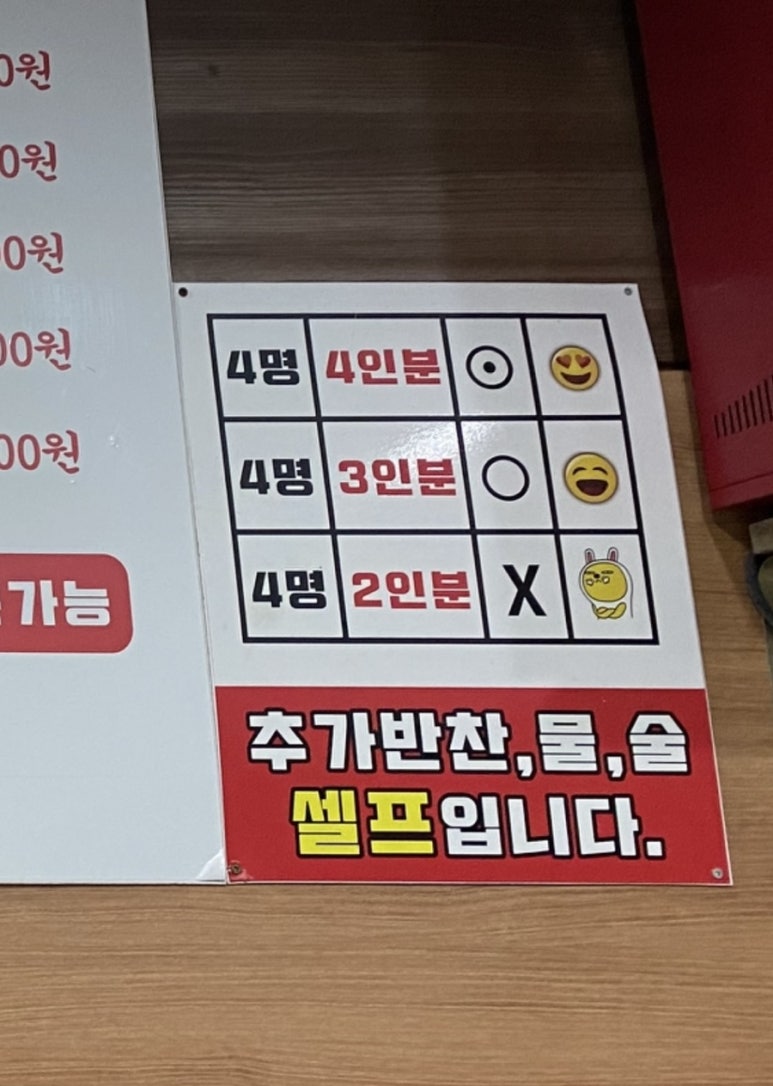 0원
0원
00원
00원
00원
가능
4명 4인분 ⊙
4명 3인분 ○
4명 2인분 X
추가반찬,물,술
셀프입니다.